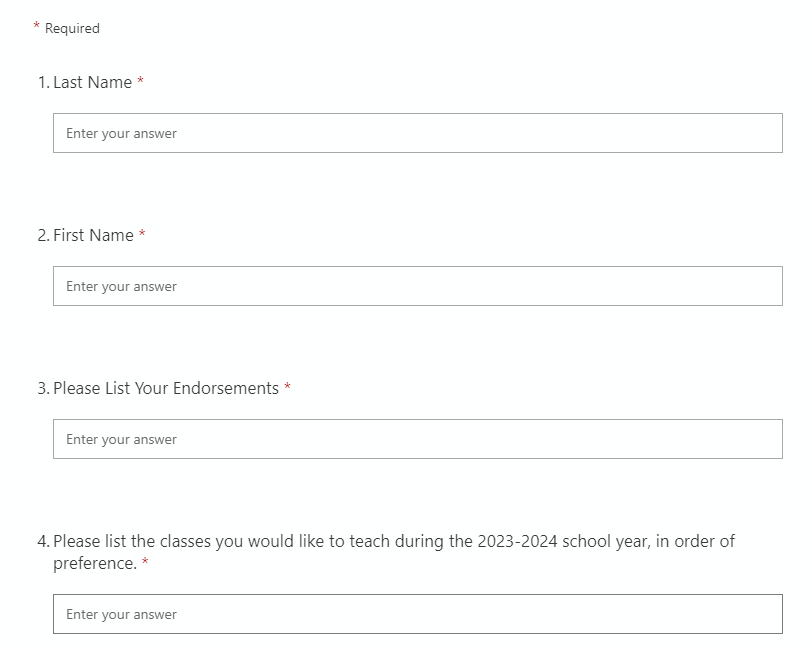 * Required
1. Last Name *
Enter your answer
2. First Name *
Enter your answer
3. Please List Your Endorsements *
Enter your answer
4. Please list the classes you would like to teach during the 2023-2024 school year, in order of
preference. *
Enter your answer